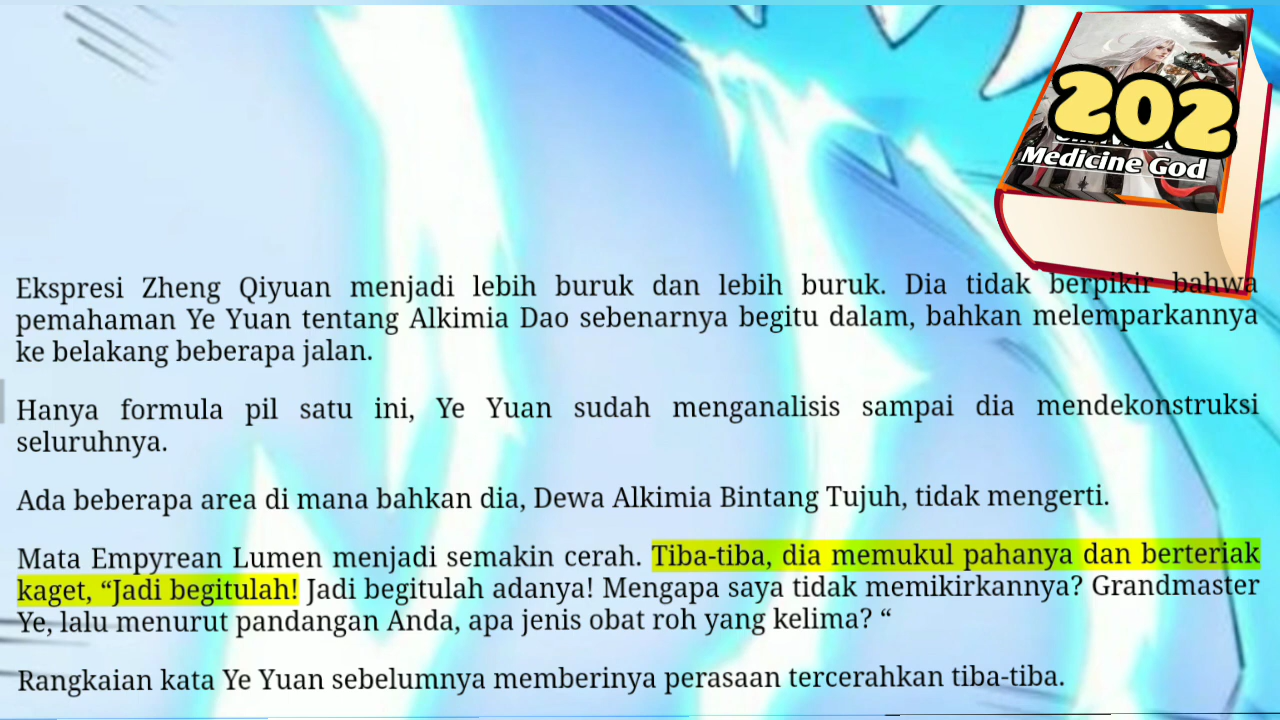 202
Medicine God
Ekspresi Zheng Qiyuan menjadi lebih buruk dan lebih buruk. Dia tidak berpikir bahwa
pemahaman Ye Yuan tentang Alkimia Dao sebenarnya begitu dalam, bahkan melemparkannya
ke belakang beberapa jalan.
Hanya formula pil satu ini, Ye Yuan sudah menganalisis sampai dia mendekonstruksi
seluruhnya.
Ada beberapa area di mana bahkan dia, Dewa Alkimia Bintang Tujuh, tidak mengerti.
Mata Empyrean Lumen menjadi semakin cerah. Tiba-tiba, dia memukul pahanya dan berteriak
kaget, “Jadi begitulah! Jadi begitulah adanya! Mengapa saya tidak memikirkannya? Grandmaster
Ye, lalu menurut pandangan Anda, apa jenis obat roh yang kelima? “
Rangkaian kata Ye Yuan sebelumnya memberinya perasaan tercerahkan tiba-tiba.